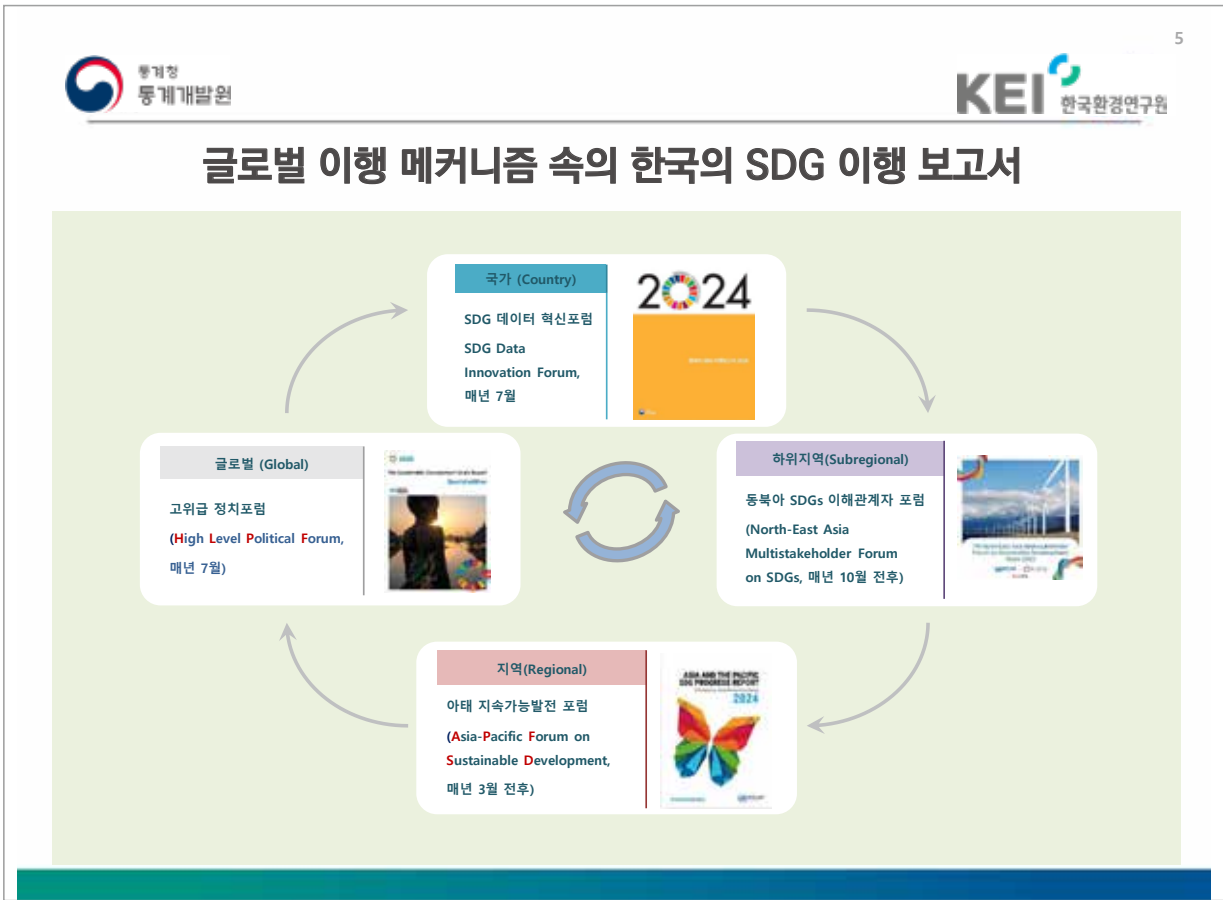 5
통계청
통계개발원
KEI 한국환경연구원
글로벌 이행 메커니즘 속의 한국의 SDG 이행 보고서
국가 (Country)
SDG 데이터 혁신포럼
SDG Data
Innovation Forum,
매년 7월
2024
글로벌 (Global)
고위급 정치포럼
(High Level Political Forum,
매년 7월)
하위지역(Subregional)
동북아 SDGs 이해관계자 포럼
(North-East Asia
Multistakeholder Forum
on SDGs, 매년 10월 전후)
지역(Regional)
아태 지속가능발전 포럼
(Asia-Pacific Forum on
Sustainable Development,
매년 3월 전후)
ASIA AND THE PACIFIC
SDG PROGRESS REPORT
2024